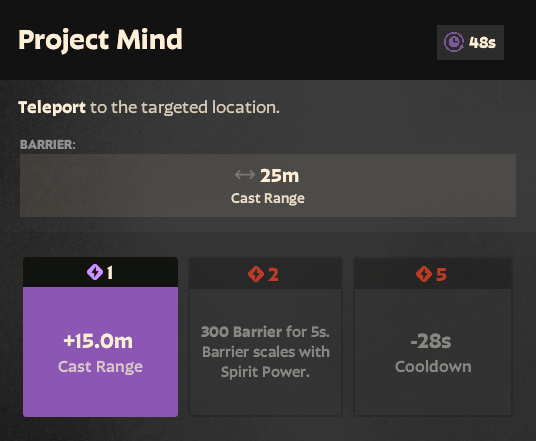 Project Mind
48s
Teleport to the targeted location.
BARRIER:
25m
Cast Range
1
+15.0m
Cast Range
2
300 Barrier for 5s.
Barrier scales with
Spirit Power.
5
-28s
Cooldown